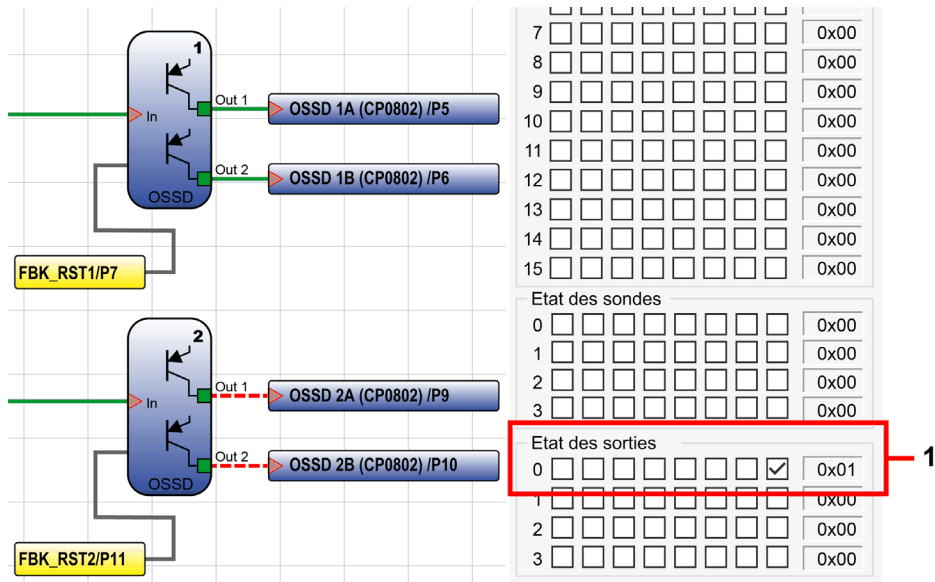 1
Out 1
OSSD 1A (CP0802) /P5
In
Out 2
OSSD 1B (CP0802) /P6
OSSD
FBK_RST1/P7
2
Out 1
OSSD 2A (CP0802) /P9
In
Out 2
OSSD 2B (CP0802) /P10
OSSD
FBK_RST2/P11
7 0x00
8 0x00
9 0x00
10 0x00
11 0x00
12 0x00
13 0x00
14 0x00
15 0x00
Etat des sondes
0 0x00
1 0x00
2 0x00
3 0x00
Etat des sorties
0 0x01
1 0x00
2 0x00
3 0x00
1